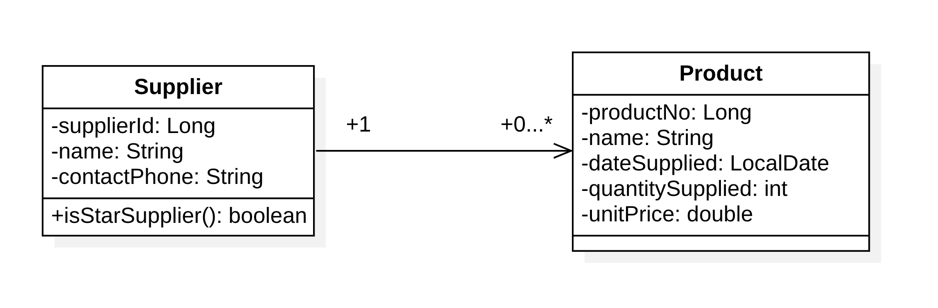 Supplier
-supplierId: Long
-name: String
-contactPhone: String
+isStarSupplier(): boolean
+1
+0...*
Product
-productNo: Long
-name: String
-dateSupplied: LocalDate
-quantitySupplied: int
-unitPrice: double